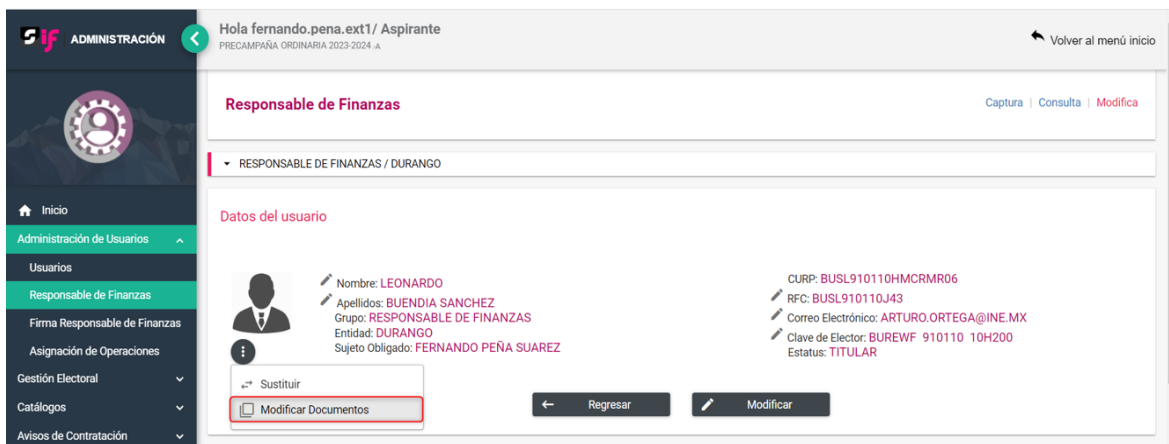 Sif ADMINISTRACIÓN
Hola fernando.pena.ext1/ Aspirante
PRECAMPAÑA ORDINARIA 2023-2024 -A
Volver al menú inicio
Responsable de Finanzas
Captura | Consulta | Modifica
RESPONSABLE DE FINANZAS / DURANGO
Inicio
Administración de Usuarios
Usuarios
Responsable de Finanzas
Firma Responsable de Finanzas
Asignación de Operaciones
Gestión Electoral
Catálogos
Avisos de Contratación
Datos del usuario
Nombre: LEONARDO
Apellidos: BUENDIA SANCHEZ
Grupo: RESPONSABLE DE FINANZAS
Entidad: DURANGO
Sujeto Obligado: FERNANDO PEÑA SUAREZ
CURP: BUSL910110HMCRMR06
RFC: BUSL910110J43
Correo Electrónico: ARTURO.ORTEGA@INE.MX
Clave de Elector: BUREWF 910110 10H200
Estatus: TITULAR
Sustituir
Modificar Documentos
Regresar
Modificar